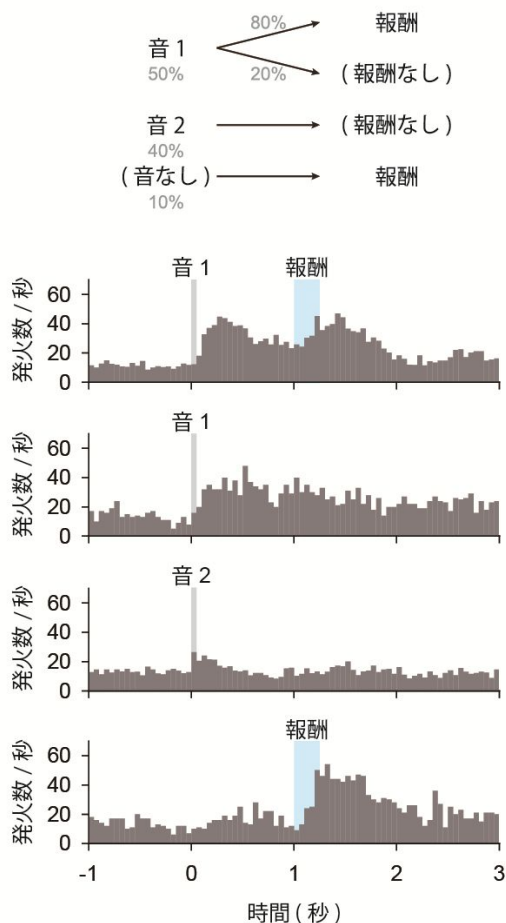 80%
報酬
音 1
50%
20%
( 報酬なし )
音 2
40%
( 報酬なし )
( 音なし )
10%
報酬
音 1
報酬
発火数 / 秒
60
40
20
0
音 1
発火数 / 秒
60
40
20
0
音 2
発火数 / 秒
60
40
20
0
報酬
発火数 / 秒
60
40
20
0
-1 0 1 2 3
時間 ( 秒 )